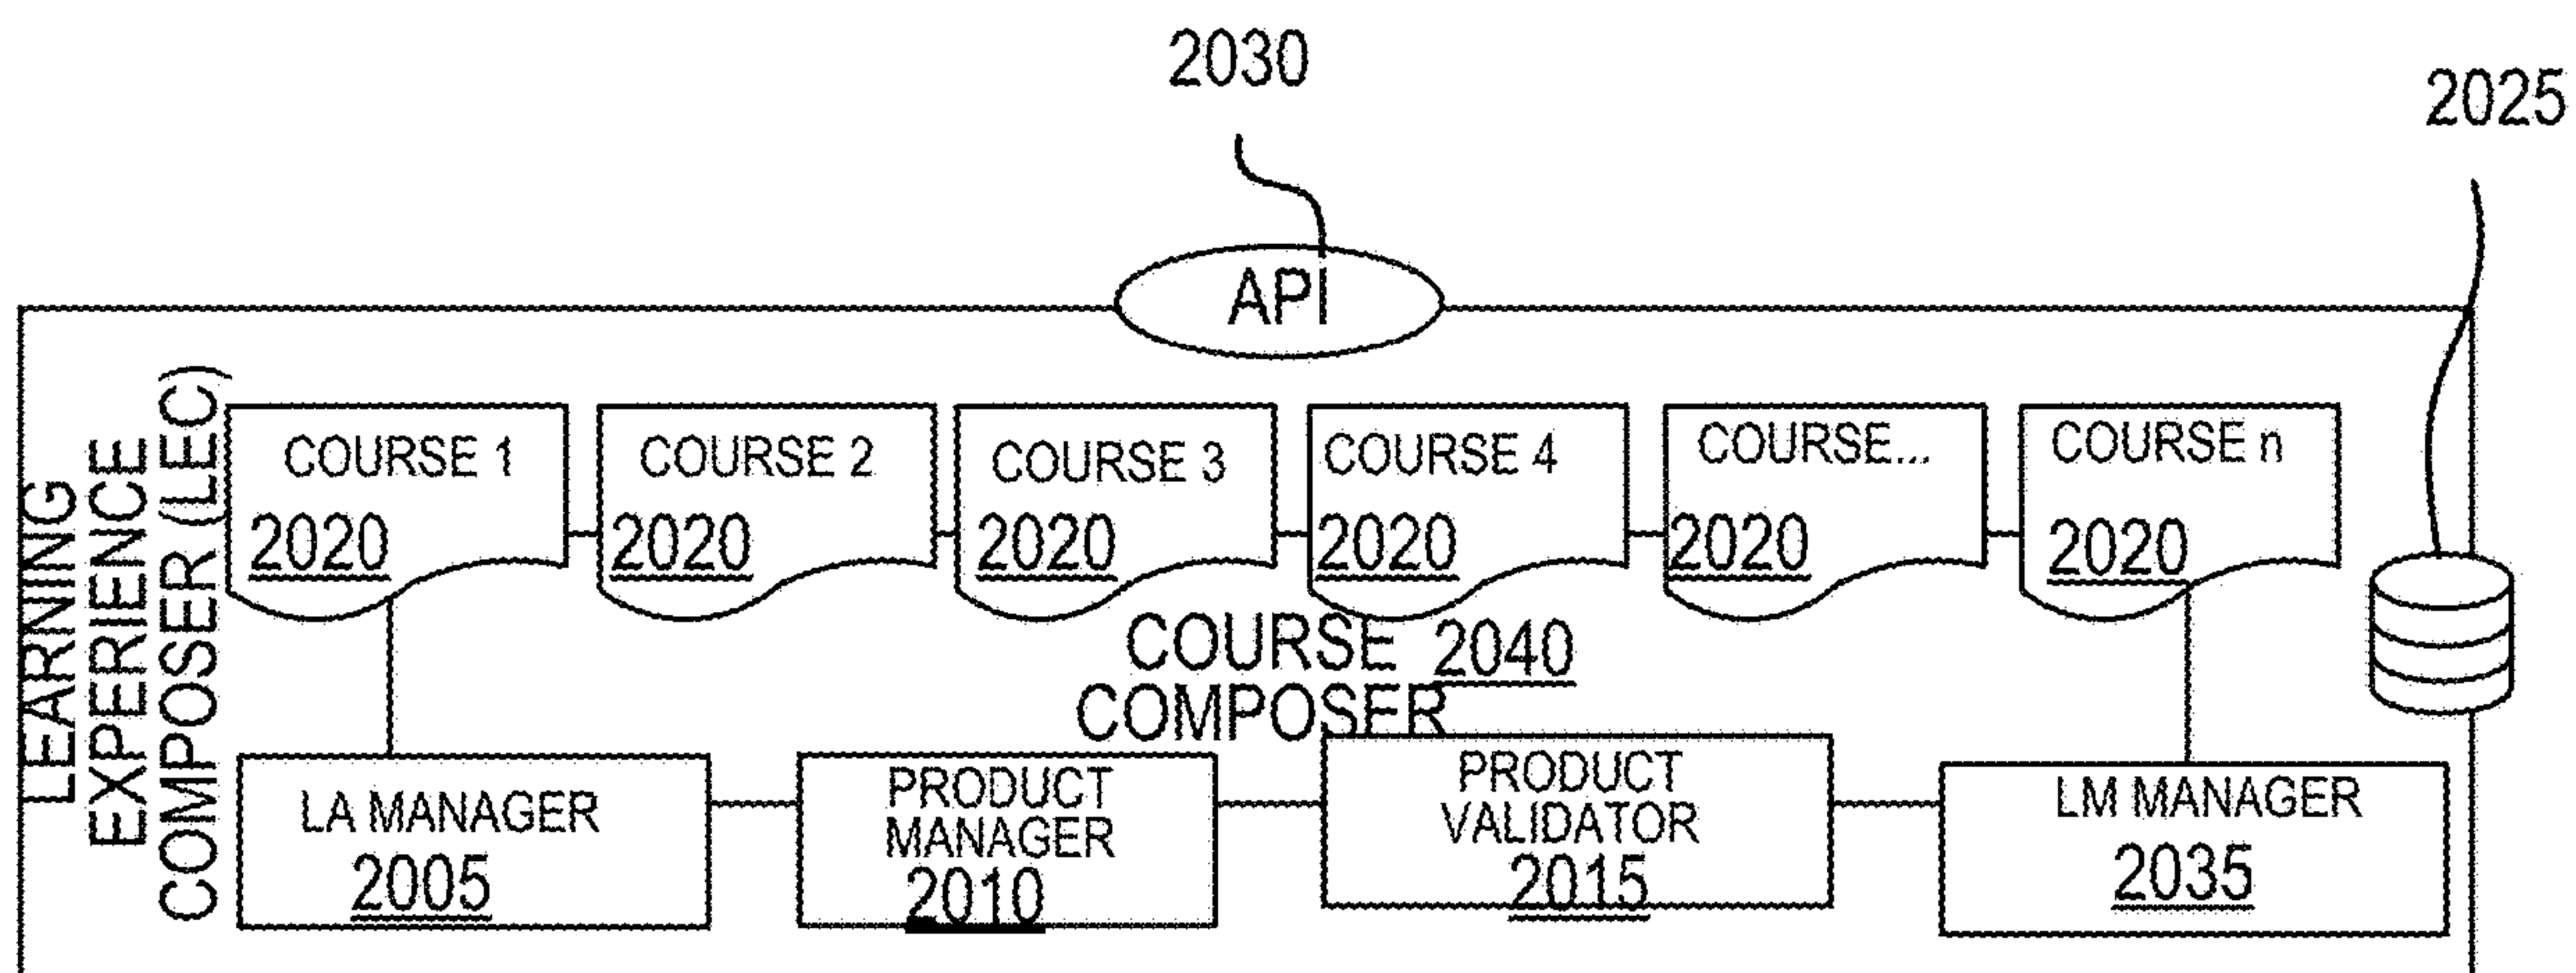 2030
2025
API
LEARNING
EXPERIENCE
COMPOSER (LEC)
COURSE 1
2020
COURSE 2
2020
COURSE 3
2020
COURSE 4
2020
COURSE...
2020
COURSE n
2020
COURSE 2040
COMPOSER
LA MANAGER
2005
PRODUCT
MANAGER
2010
PRODUCT
VALIDATOR
2015
LM MANAGER
2035